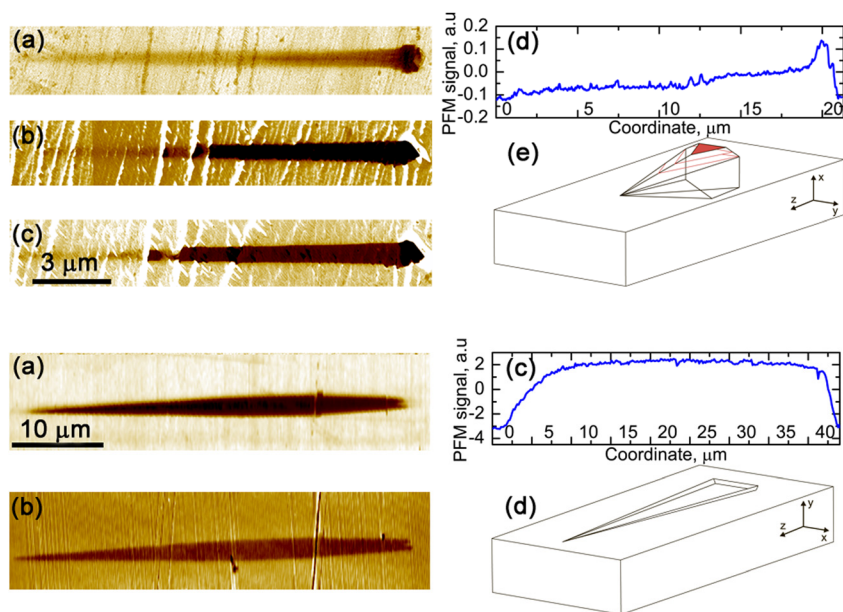 (a)
(b)
(c)
3 μm
(d)
PFM signal, a.u
0.2
0.1
0.0
-0.1
-0.2
5
10
15
20
Coordinate, μm
(e)
x
z
y
(a)
10 μm
(b)
(c)
PFM signal, a.u
2
0
-2
-4
0
5
10
15
20
25
30
35
40
Coordinate, μm
(d)
y
z
x